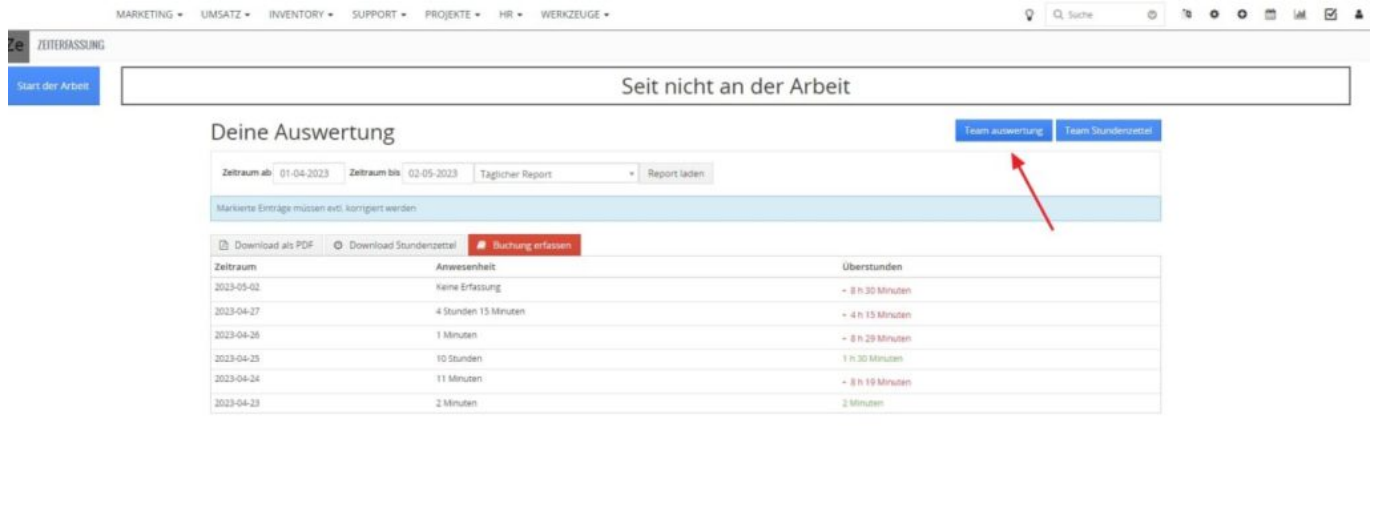 MARKETING UMSATZ INVENTORY SUPPORT PROJEKTE HR WERKZEUGE Suche
Ze ZEITERFASSUNG
Start der Arbeit Seit nicht an der Arbeit
Deine Auswertung Team auswertung Team Stundenzettel
Zeitraum ab 01-04-2023 Zeitraum bis 02-05-2023 Täglicher Report Report laden
Markierte Einträge müssen evtl. korrigiert werden
Download als PDF Download Stundenzettel Buchung erfassen
Zeitraum Anwesenheit Überstunden
2023-05-02 Keine Erfassung - 8 h 30 Minuten
2023-04-27 4 Stunden 15 Minuten - 4 h 15 Minuten
2023-04-26 1 Minuten - 8 h 29 Minuten
2023-04-25 10 Stunden 1 h 30 Minuten
2023-04-24 11 Minuten - 8 h 19 Minuten
2023-04-23 2 Minuten 2 Minuten